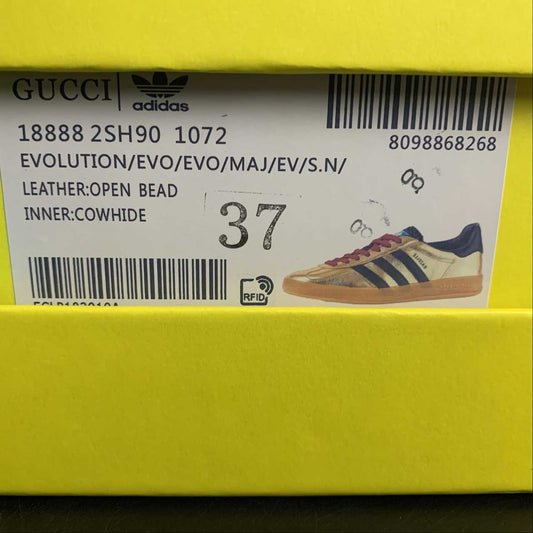 GUCCI
adidas
18888 2SH90 1072
EVOLUTION/EVO/EVO/MAJ/EV/S.N/
LEATHER:OPEN BEAD
INNER:COWHIDE
37
8098868268
RFID